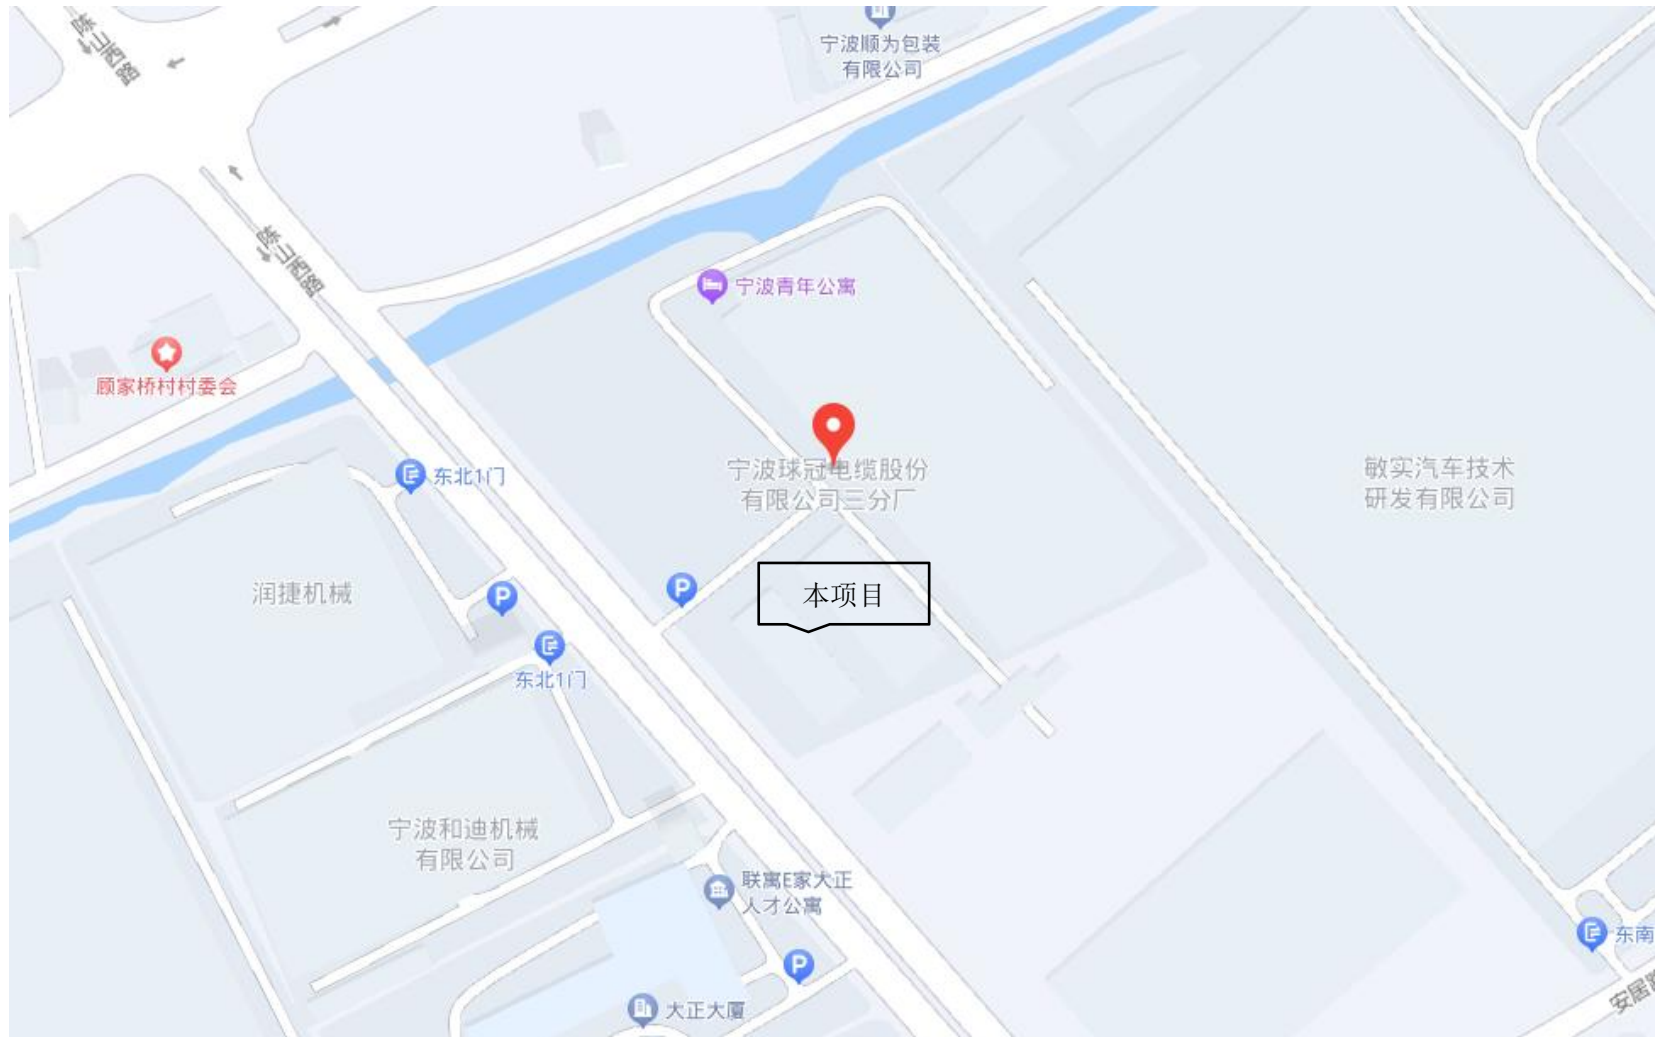 陈山西路
宁波顺为包装
有限公司
陈山西路
宁波青年公寓
顾家桥村村委会
宁波球冠电缆股份
有限公司三分厂
敏实汽车技术
研发有限公司
东北1门
P
P
润捷机械
本项目
东北1门
宁波和迪机械
有限公司
联寓E家大正
人才公寓
东南
P
安居路
大正大厦